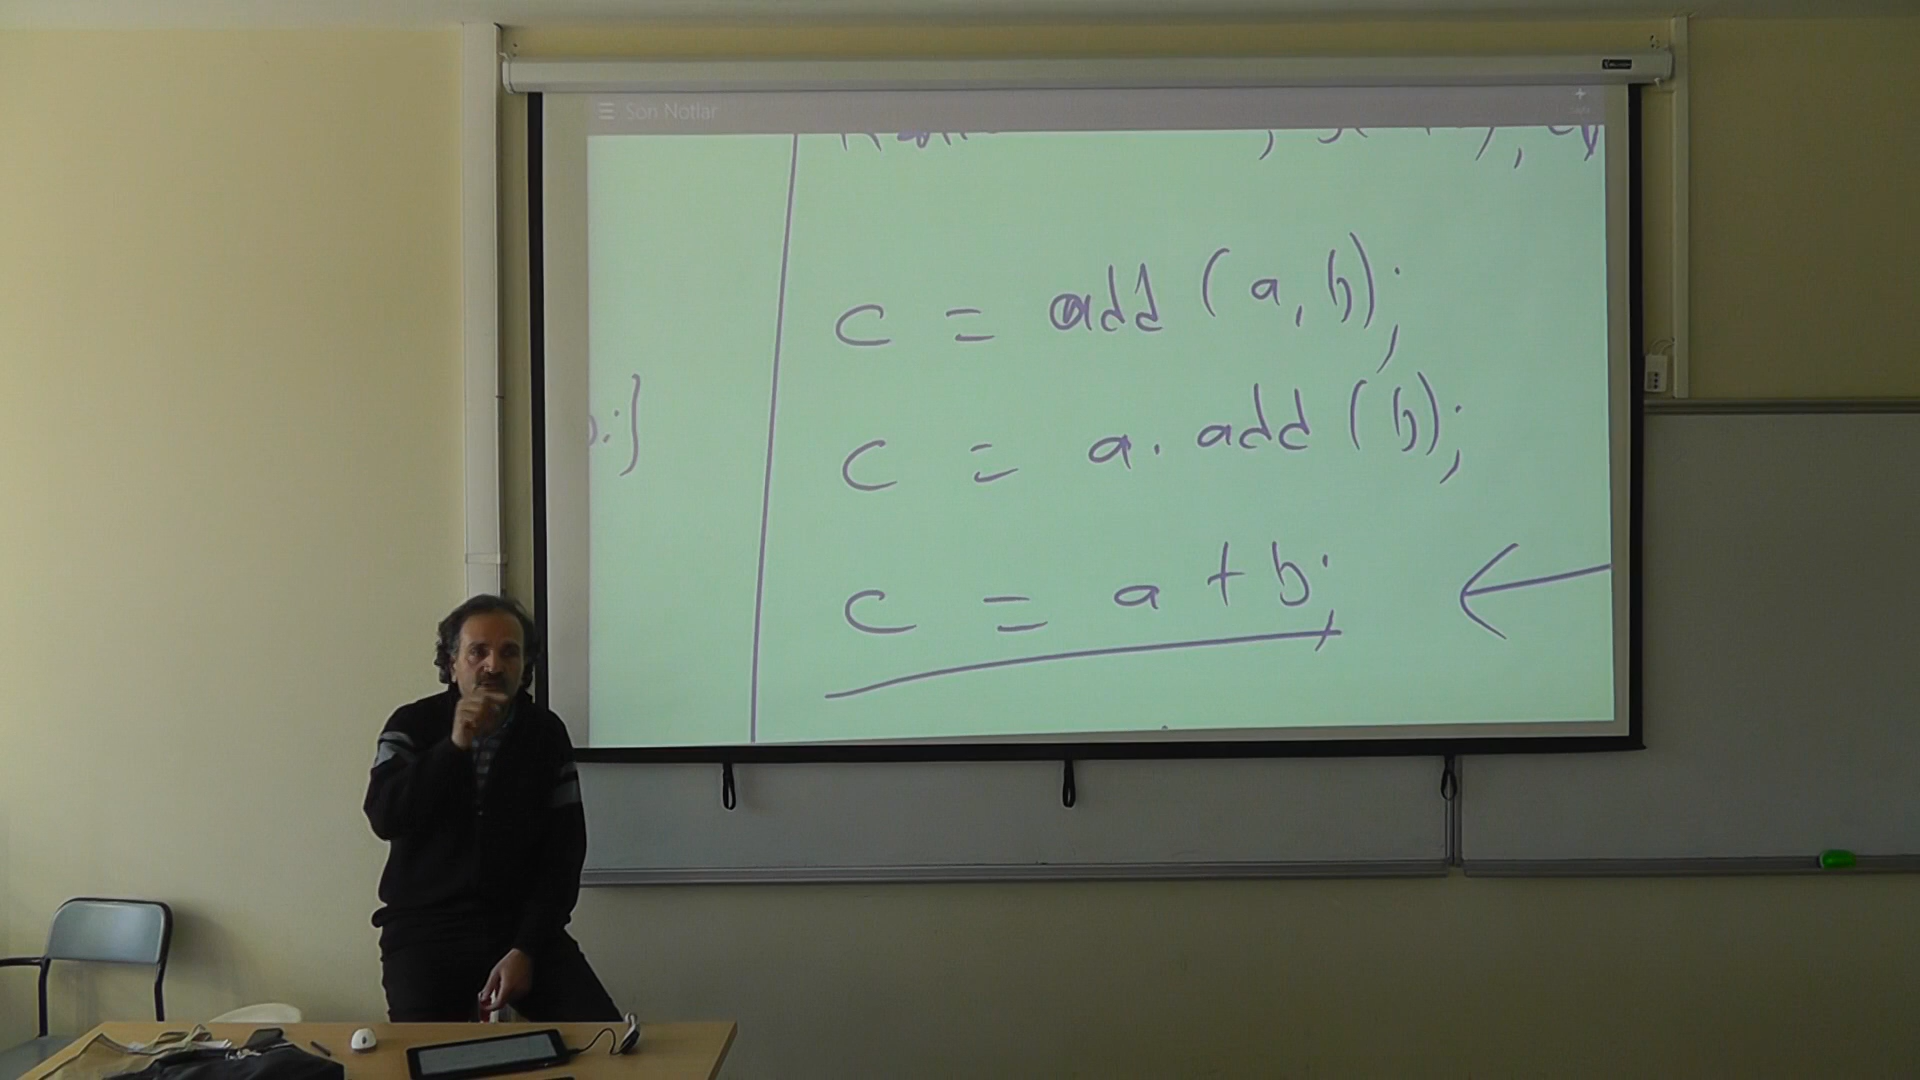 Son Notlar
c = add (a, b);
c = a. add (b);
c = a + b;